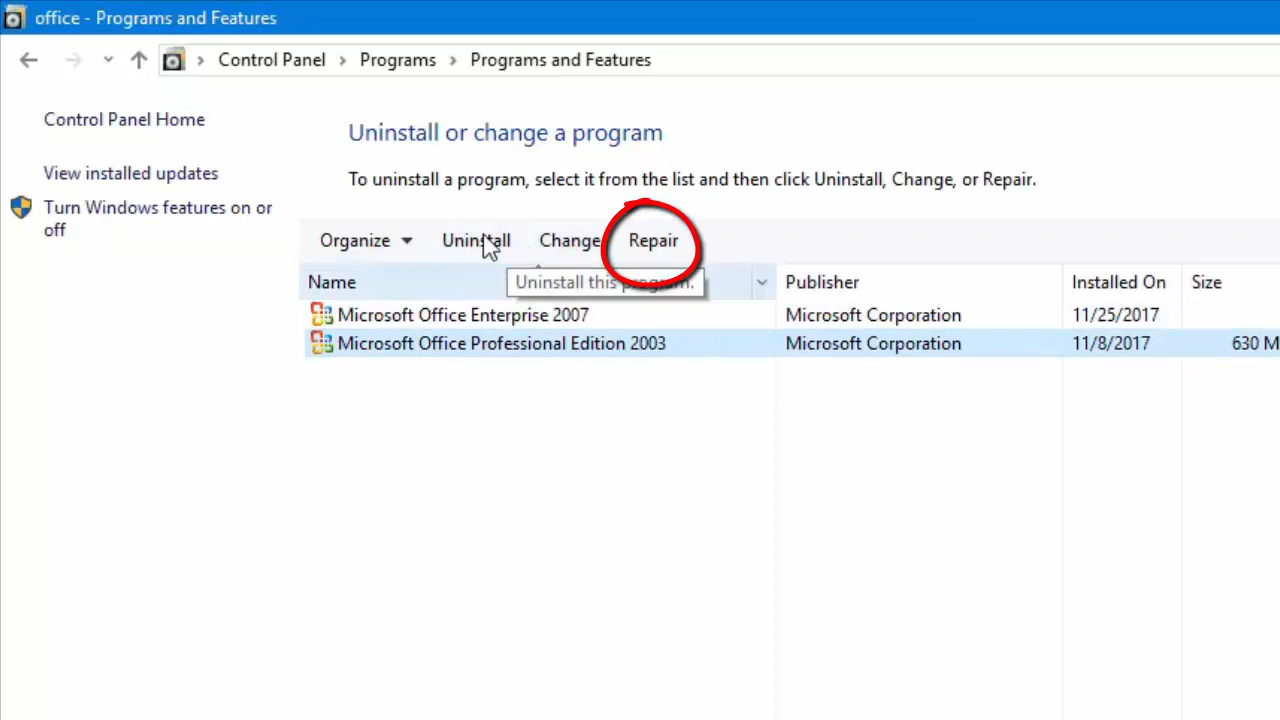 office - Programs and Features
Control Panel > Programs > Programs and Features
Control Panel Home
View installed updates
Turn Windows features on or
off
Uninstall or change a program
To uninstall a program, select it from the list and then click Uninstall, Change, or Repair.
Organize Uninstall Change Repair
Uninstall this program.
Name Publisher Installed On Size
Microsoft Office Enterprise 2007 Microsoft Corporation 11/25/2017
Microsoft Office Professional Edition 2003 Microsoft Corporation 11/8/2017 630 M